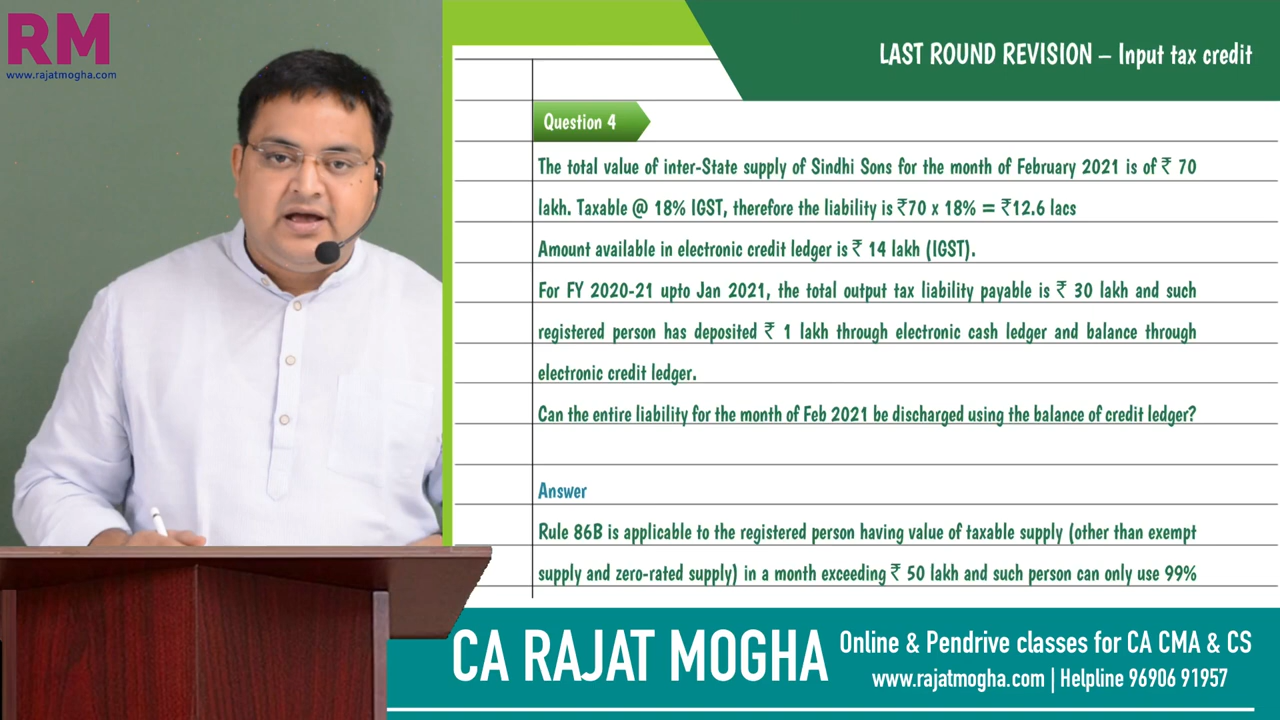 RM
www.rajatmogha.com
LAST ROUND REVISION – Input tax credit
Question 4
The total value of inter-State supply of Sindhi Sons for the month of February 2021 is of ₹ 70
lakh. Taxable @ 18% IGST, therefore the liability is ₹70 x 18% = ₹12.6 lacs
Amount available in electronic credit ledger is ₹ 14 lakh (IGST).
For FY 2020-21 upto Jan 2021, the total output tax liability payable is ₹ 30 lakh and such
registered person has deposited ₹ 1 lakh through electronic cash ledger and balance through
electronic credit ledger.
Can the entire liability for the month of Feb 2021 be discharged using the balance of credit ledger?
Answer
Rule 86B is applicable to the registered person having value of taxable supply (other than exempt
supply and zero-rated supply) in a month exceeding ₹ 50 lakh and such person can only use 99%
CA RAJAT MOGHA
Online & Pendrive classes for CA CMA & CS
www.rajatmogha.com | Helpline 96906 91957